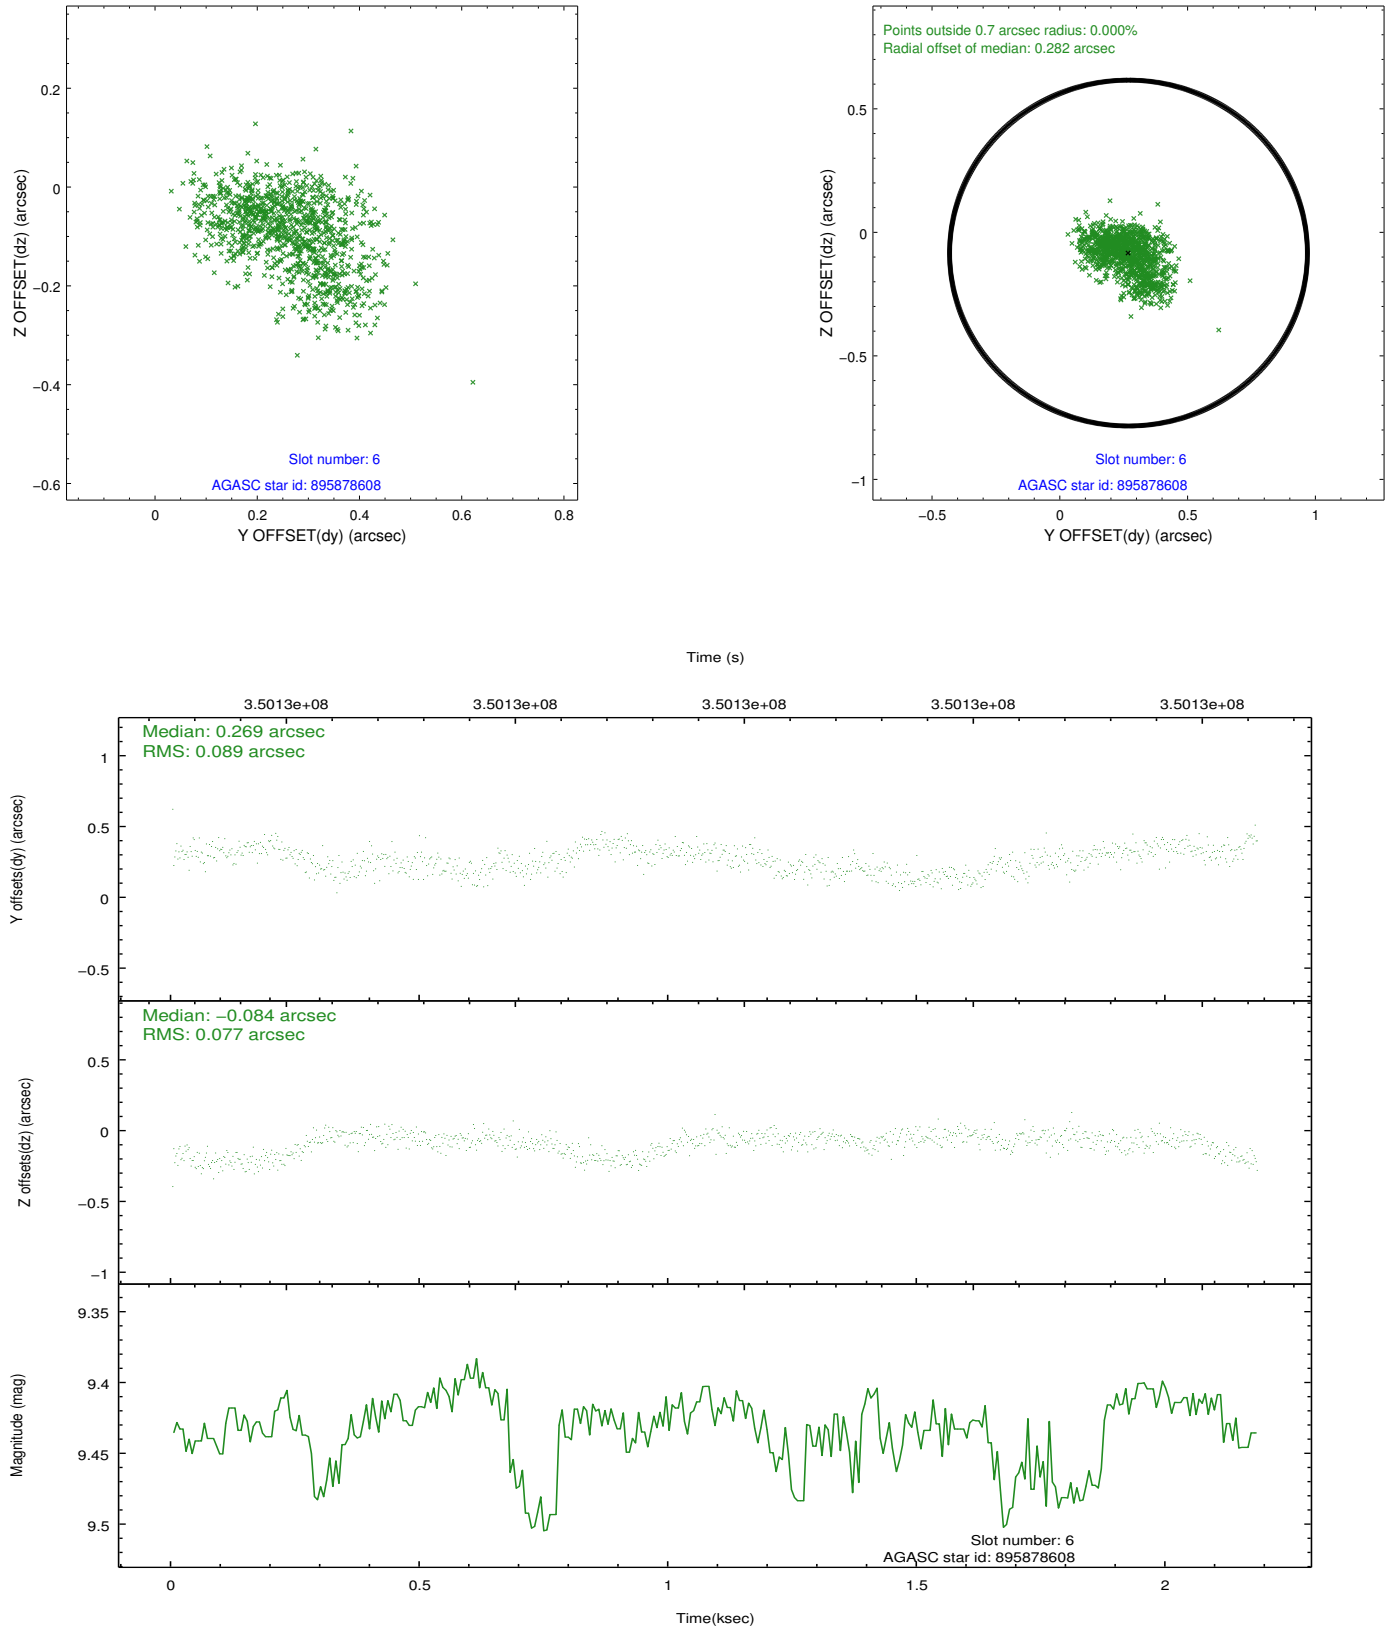 0.2
0
−0.2
−0.4
−0.6
Z OFFSET(dz) (arcsec)
Slot number: 6
AGASC star id: 895878608
0
0.2
0.4
0.6
0.8
Y OFFSET(dy) (arcsec)
Points outside 0.7 arcsec radius: 0.000%
Radial offset of median: 0.282 arcsec
0.5
0
−0.5
−1
Z OFFSET(dz) (arcsec)
Slot number: 6
AGASC star id: 895878608
−0.5
0
0.5
1
Y OFFSET(dy) (arcsec)
Time (s)
3.5013e+08
3.5013e+08
3.5013e+08
3.5013e+08
3.5013e+08
Median: 0.269 arcsec
RMS: 0.089 arcsec
1
0.5
0
−0.5
Y offsets(dy) (arcsec)
Median: −0.084 arcsec
RMS: 0.077 arcsec
0.5
0
−0.5
−1
Z offsets(dz) (arcsec)
9.35
9.4
9.45
9.5
Magnitude (mag)
Slot number: 6
AGASC star id: 895878608
0
0.5
1
1.5
2
Time(ksec)